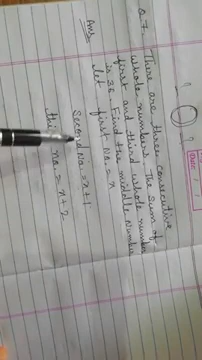 Q.7. There are three consecutive
whole numbers. The sum of
first and third whole number
is 36. Find the middle Number
Ans let first No. = x
Second No. = x+1
No. = x+2